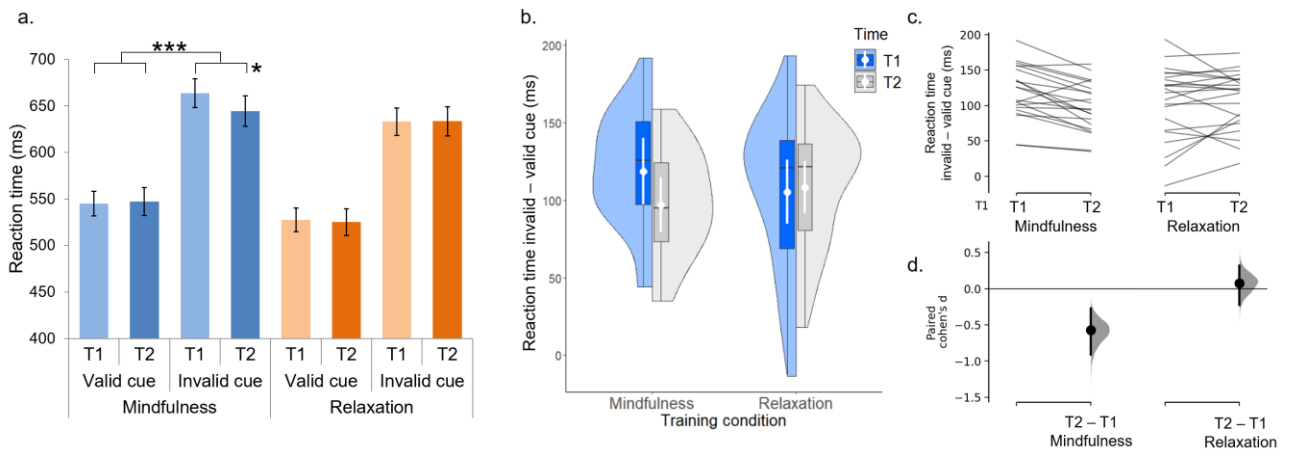 a.
***
*
Reaction time (ms)
700
650
600
550
500
450
400
T1 T2 T1 T2 T1 T2 T1 T2
Valid cue Invalid cue Valid cue Invalid cue
Mindfulness Relaxation
b.
Time
T1
T2
Reaction time invalid – valid cue (ms)
200
150
100
50
0
Mindfulness Relaxation
Training condition
c.
Reaction time
invalid – valid cue (ms)
200
150
100
50
0
T1
T1 T2 T1 T2
Mindfulness Relaxation
d.
Paired
cohen's d
0.0
−0.5
−1.0
−1.5
T2 – T1 T2 – T1
Mindfulness Relaxation